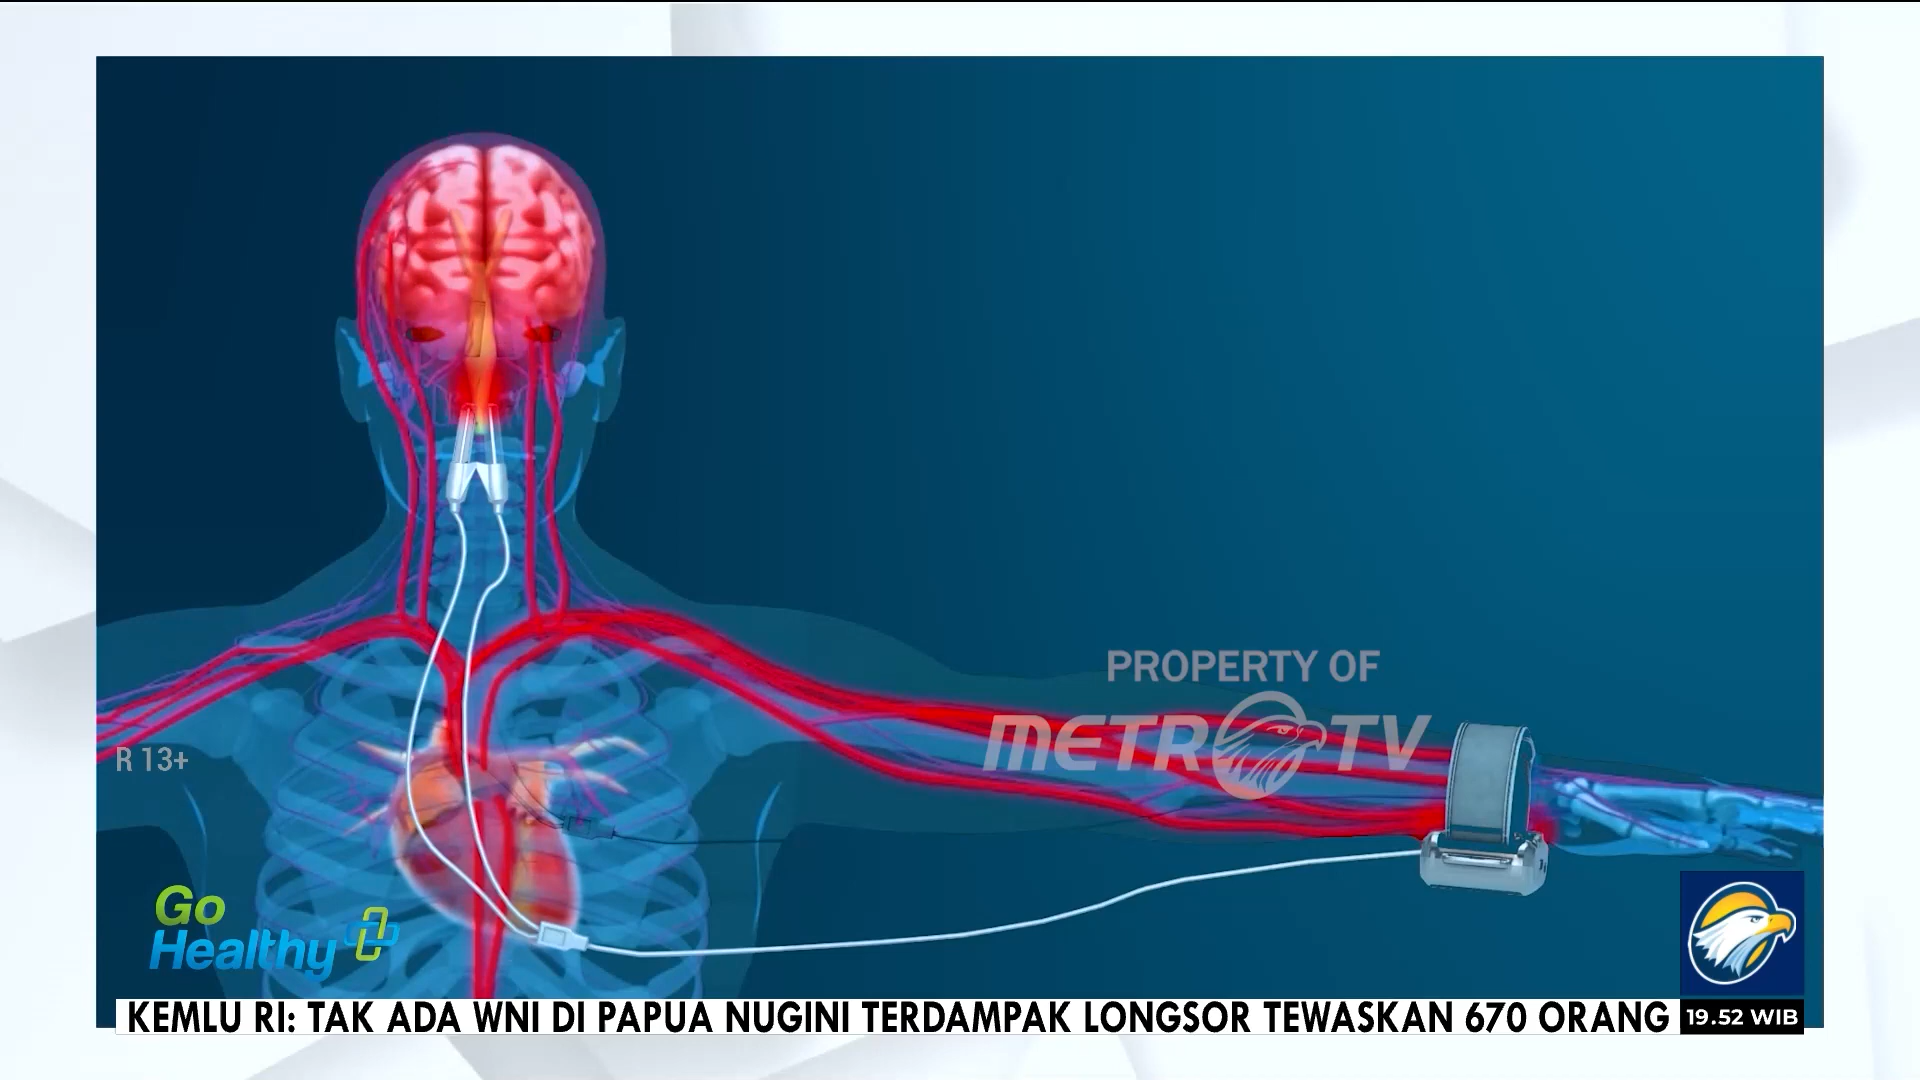 PROPERTY OF
METRO TV
R 13+
Go
Healthy
KEMLU RI: TAK ADA WNI DI PAPUA NUGINI TERDAMPAK LONGSOR TEWASKAN 670 ORANG
19.52 WIB